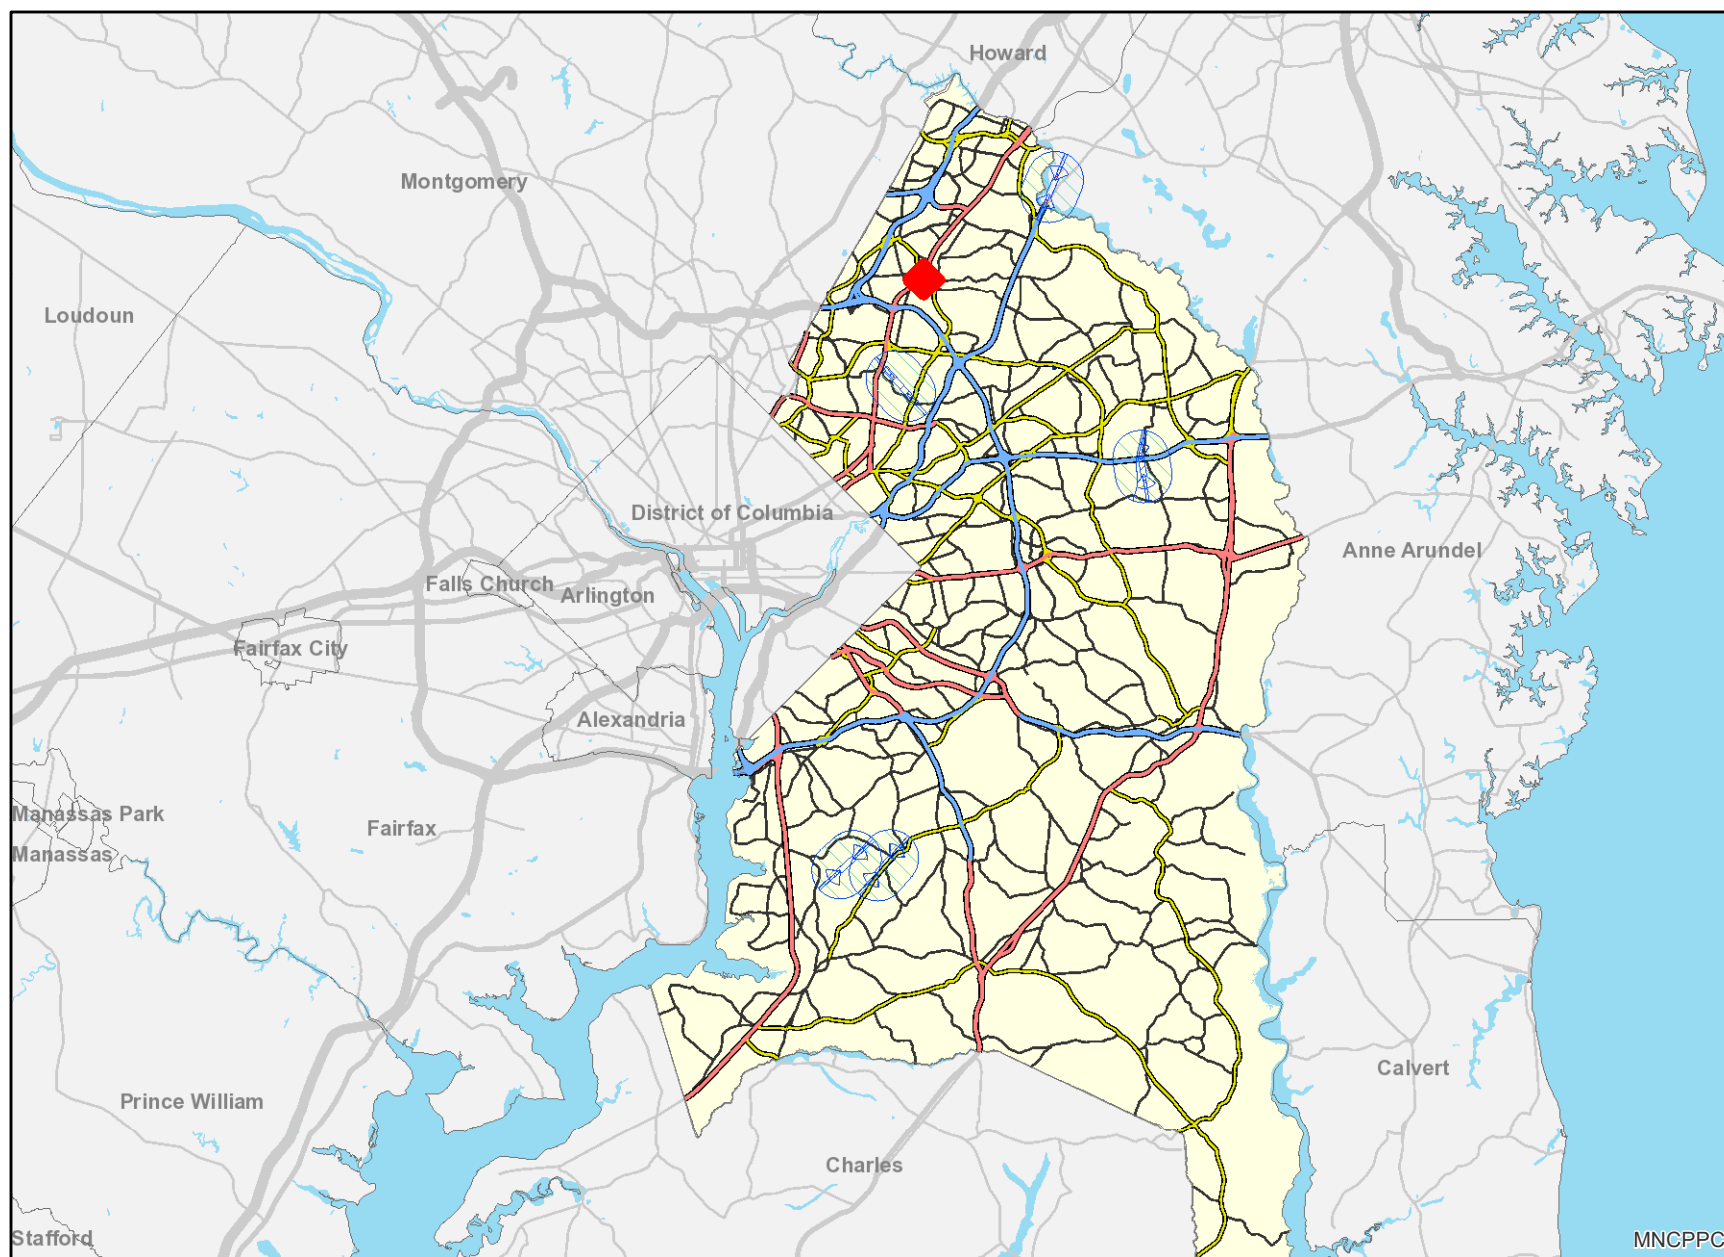 Howard
Montgomery
Loudoun
District of Columbia
Anne Arundel
Falls Church
Arlington
Fairfax City
Alexandria
Manassas Park
Fairfax
Manassas
Calvert
Prince William
Charles
Stafford
MNCPPC